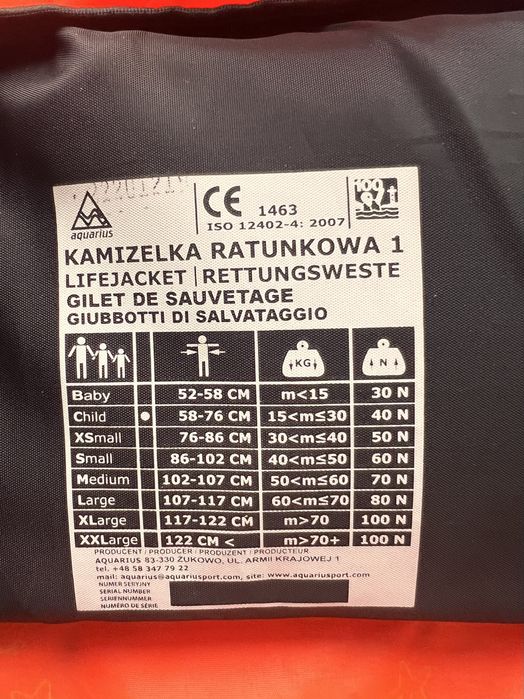 aquarius
CE 1463
ISO 12402-4: 2007
100
KAMIZELKA RATUNKOWA 1
LIFEJACKET | RETTUNGSWESTE
GILET DE SAUVETAGE
GIUBBOTTI DI SALVATAGGIO
KG N
Baby 52-58 CM m<15 30 N
Child 58-76 CM 15<m≤30 40 N
XSmall 76-86 CM 30<m≤40 50 N
Small 86-102 CM 40<m≤50 60 N
Medium 102-107 CM 50<m≤60 70 N
Large 107-117 CM 60<m≤70 80 N
XLarge 117-122 CM m>70 100 N
XXLarge 122 CM < m>70+ 100 N
PRODUCENT / PRODUCER / PRODUZENT / PRODUCTEUR
AQUARIUS 83-330 ŻUKOWO, UL. ARMII KRAJOWEJ 1
tel. +48 58 347 79 22
mail: aquarius@aquariusport.com, site: www.aquariusport.com
NUMER SERYJNY
SERIAL NUMBER
SERIENNUMMER
NUMÉRO DE SÉRIE